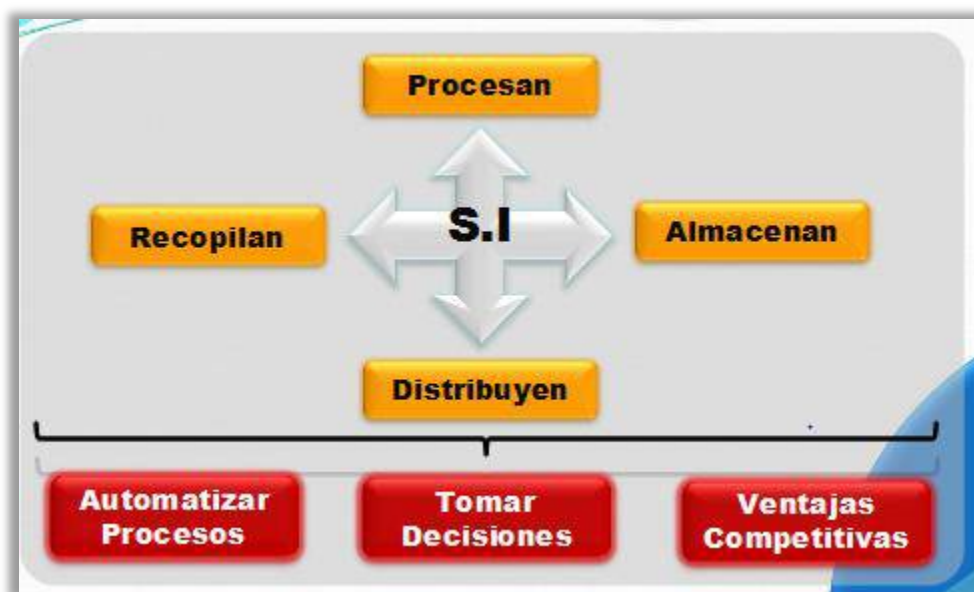 Procesan
Recopilan
S.I
Almacenan
Distribuyen
Automatizar
Procesos
Tomar
Decisiones
Ventajas
Competitivas